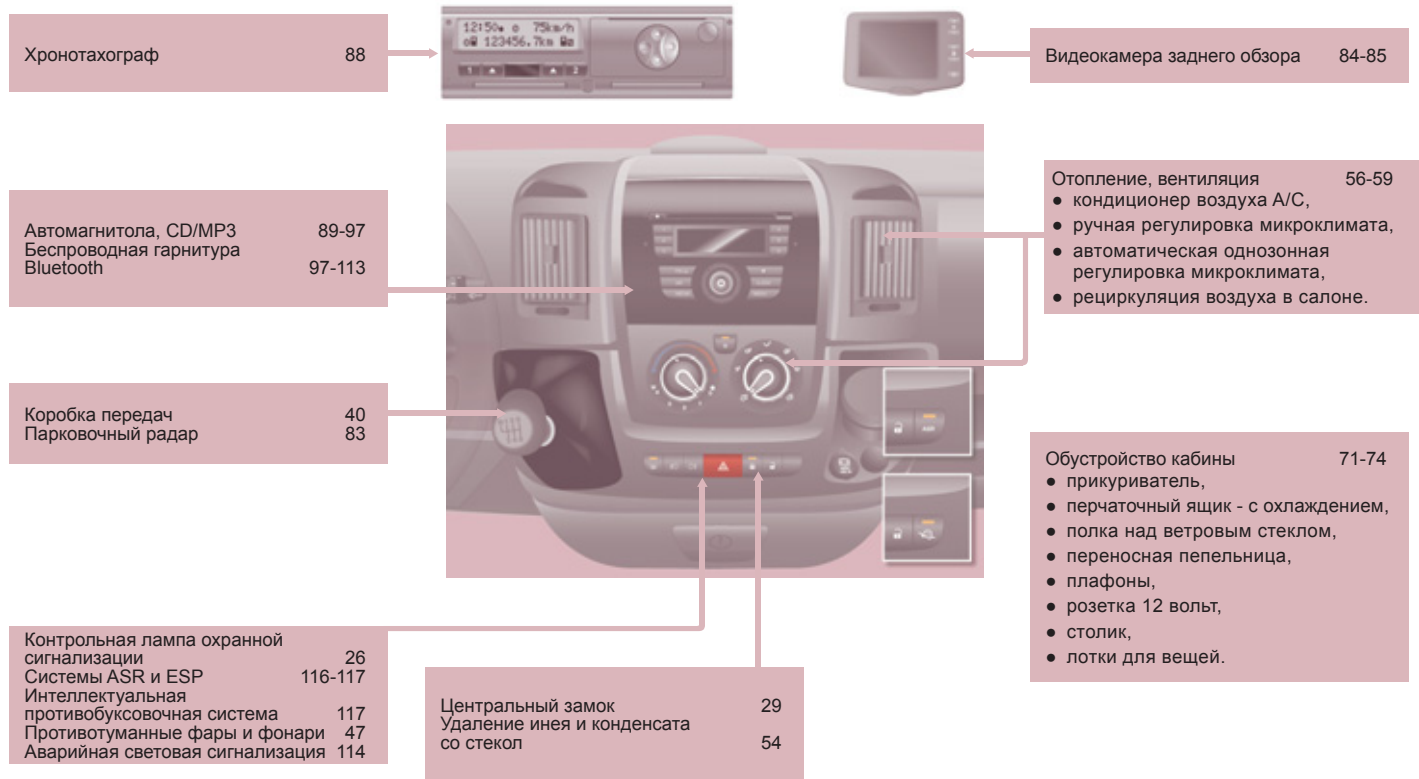 12:50 75km/h
123456.7km
1 2
Хронотахограф 88
Видеокамера заднего обзора 84-85
Автомагнитола, CD/MP3 89-97
Беспроводная гарнитура
Bluetooth 97-113
Отопление, вентиляция 56-59
● кондиционер воздуха A/C,
● ручная регулировка микроклимата,
● автоматическая однозонная
регулировка микроклимата,
● рециркуляция воздуха в салоне.
Коробка передач 40
Парковочный радар 83
ASR
Обустройство кабины 71-74
● прикуриватель,
● перчаточный ящик - с охлаждением,
● полка над ветровым стеклом,
● переносная пепельница,
● плафоны,
● розетка 12 вольт,
● столик,
● лотки для вещей.
Контрольная лампа охранной
сигнализации 26
Системы ASR и ESP 116-117
Интеллектуальная
противобуксовочная система 117
Противотуманные фары и фонари 47
Аварийная световая сигнализация 114
Центральный замок 29
Удаление инея и конденсата
со стекол 54